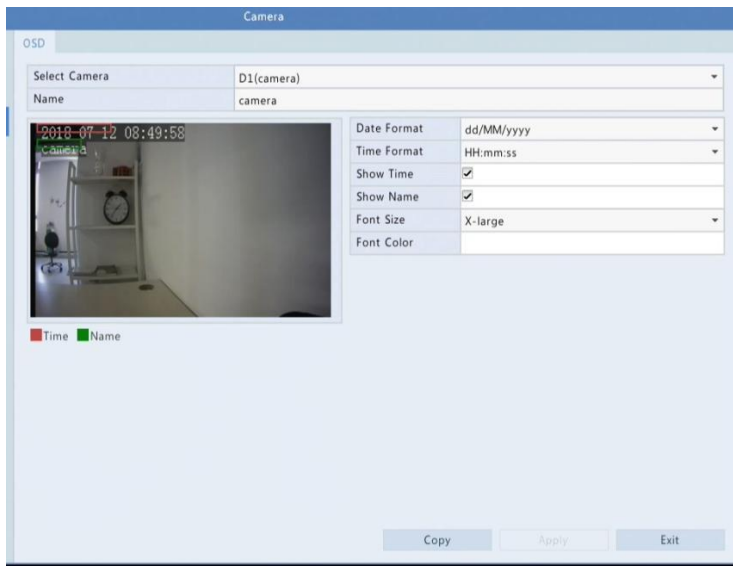 Camera
OSD
Select Camera D1(camera)
Name camera
2018-07-12 08:49:58
camera
Date Format dd/MM/yyyy
Time Format HH:mm:ss
Show Time
Show Name
Font Size X-large
Font Color
Time Name
Copy Apply Exit